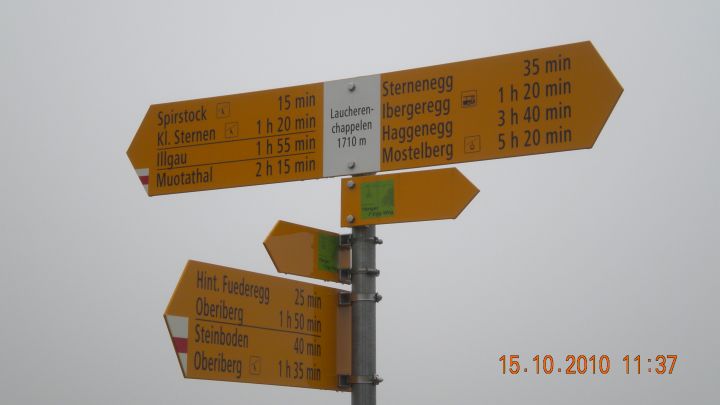 Spirstock 15 min
Kl. Sternen 1 h 20 min
Illgau 1 h 55 min
Muotathal 2 h 15 min
Laucheren-
chappelen
1710 m
Sternenegg 35 min
Ibergeregg 1 h 20 min
Haggenegg 3 h 40 min
Mostelberg 5 h 20 min
Hint. Fuederegg 25 min
Oberiberg 1 h 50 min
Steinboden 40 min
Oberiberg 1 h 35 min
15.10.2010 11:37